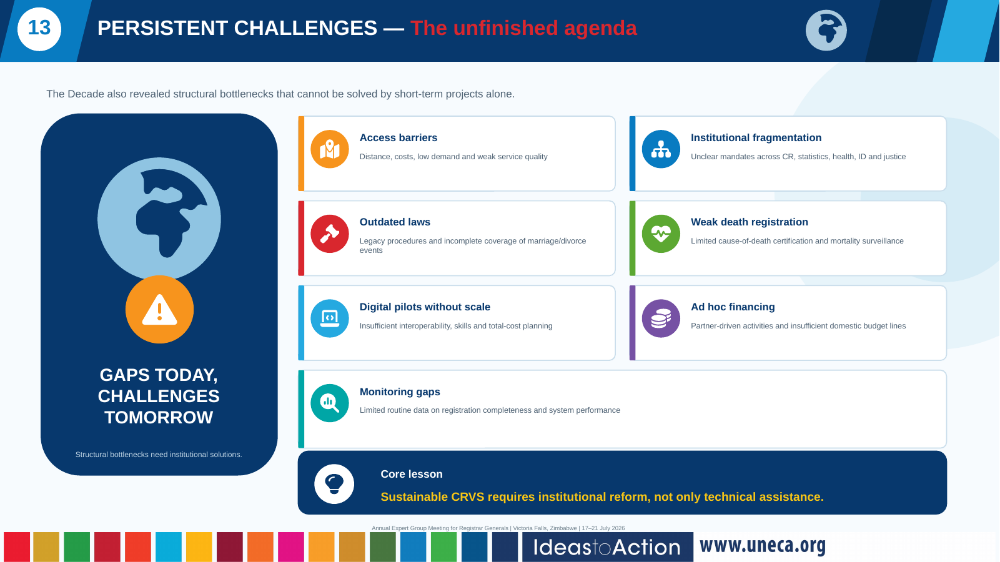 13
PERSISTENT CHALLENGES — The unfinished agenda
The Decade also revealed structural bottlenecks that cannot be solved by short-term projects alone.
GAPS TODAY,
CHALLENGES
TOMORROW
Structural bottlenecks need institutional solutions.
Access barriers
Distance, costs, low demand and weak service quality
Institutional fragmentation
Unclear mandates across CR, statistics, health, ID and justice
Outdated laws
Legacy procedures and incomplete coverage of marriage/divorce
events
Weak death registration
Limited cause-of-death certification and mortality surveillance
Digital pilots without scale
Insufficient interoperability, skills and total-cost planning
Ad hoc financing
Partner-driven activities and insufficient domestic budget lines
Monitoring gaps
Limited routine data on registration completeness and system performance
Core lesson
Sustainable CRVS requires institutional reform, not only technical assistance.
Annual Expert Group Meeting for Registrar Generals | Victoria Falls, Zimbabwe | 17–21 July 2026
IdeastoAction
www.uneca.org